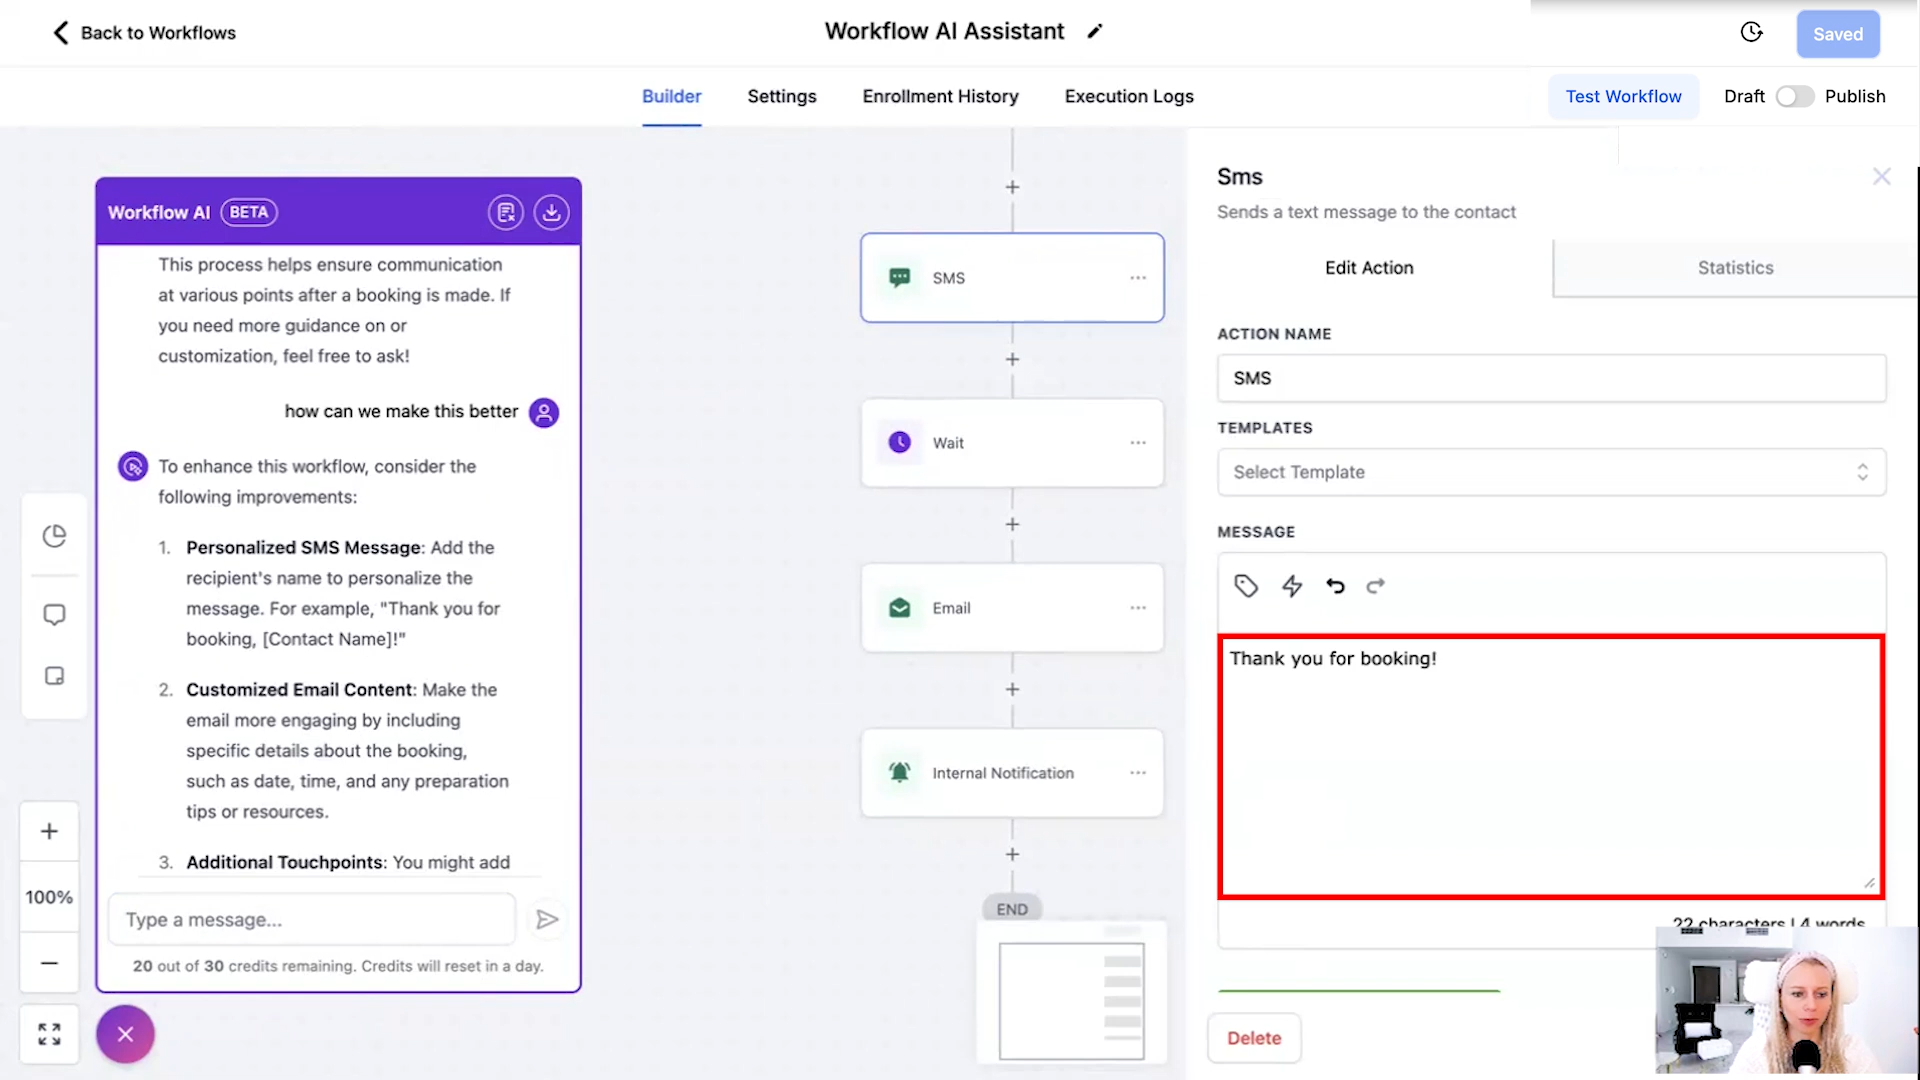 Back to Workflows
Workflow AI Assistant
Saved
Builder
Settings
Enrollment History
Execution Logs
Test Workflow
Draft
Publish
Workflow AI
BETA
This process helps ensure communication
at various points after a booking is made. If
you need more guidance on or
customization, feel free to ask!
how can we make this better
To enhance this workflow, consider the
following improvements:
1. Personalized SMS Message: Add the
recipient's name to personalize the
message. For example, "Thank you for
booking, [Contact Name]!"
2. Customized Email Content: Make the
email more engaging by including
specific details about the booking,
such as date, time, and any preparation
tips or resources.
3. Additional Touchpoints: You might add
Type a message...
20 out of 30 credits remaining. Credits will reset in a day.
100%
SMS
Wait
Email
Internal Notification
END
Sms
Sends a text message to the contact
Edit Action
Statistics
ACTION NAME
SMS
TEMPLATES
Select Template
MESSAGE
Thank you for booking!
22 characters | 4 words
Delete